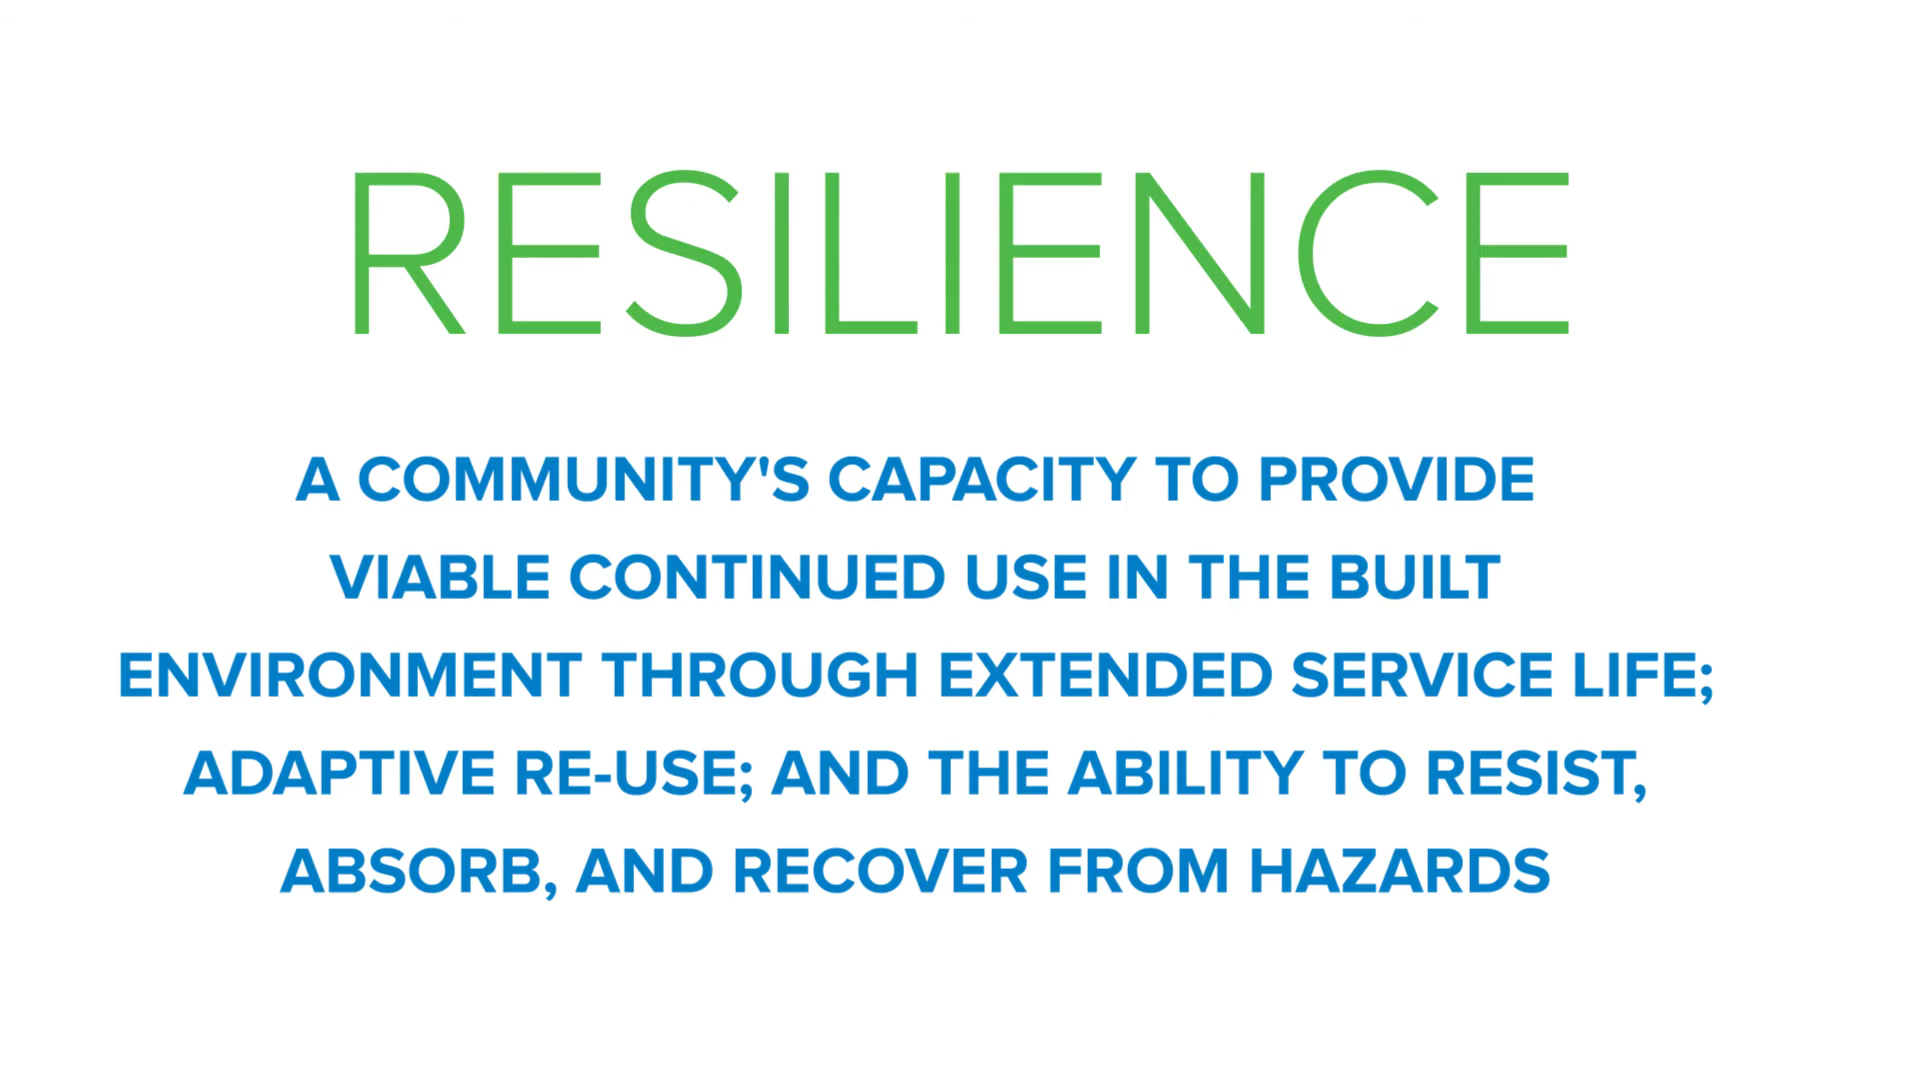 RESILIENCE
A COMMUNITY'S CAPACITY TO PROVIDE
VIABLE CONTINUED USE IN THE BUILT
ENVIRONMENT THROUGH EXTENDED SERVICE LIFE;
ADAPTIVE RE-USE; AND THE ABILITY TO RESIST,
ABSORB, AND RECOVER FROM HAZARDS